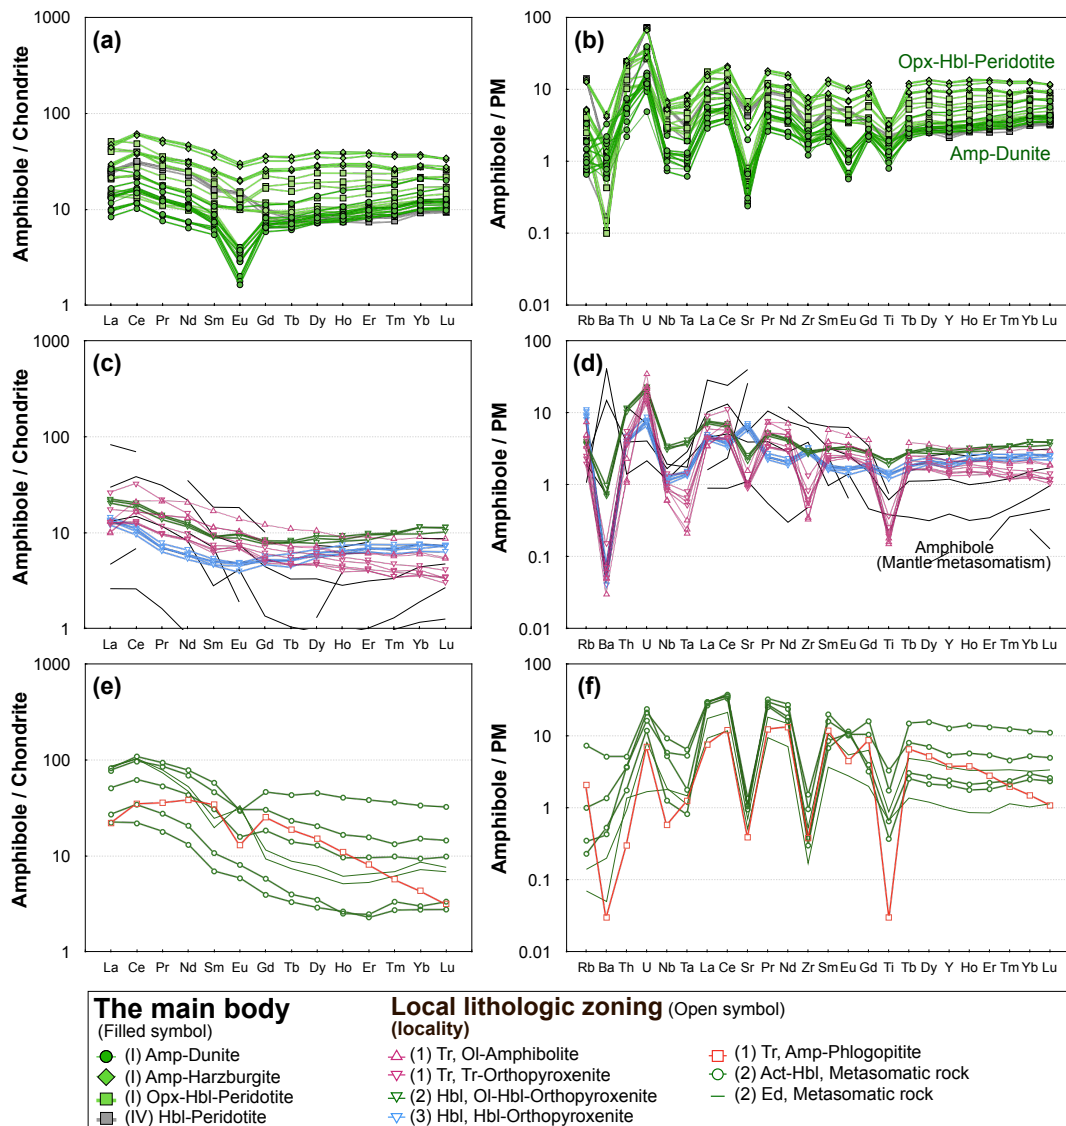 (a)
Amphibole / Chondrite
1000
100
10
1
La Ce Pr Nd Sm Eu Gd Tb Dy Ho Er Tm Yb Lu
(b)
Amphibole / PM
100
10
1
0.1
0.01
Opx-Hbl-Peridotite
Amp-Dunite
Rb Ba Th U Nb Ta La Ce Sr Pr Nd Zr Sm Eu Gd Ti Tb Dy Y Ho Er Tm Yb Lu
(c)
Amphibole / Chondrite
1000
100
10
1
La Ce Pr Nd Sm Eu Gd Tb Dy Ho Er Tm Yb Lu
(d)
Amphibole / PM
100
10
1
0.1
0.01
Amphibole
(Mantle metasomatism)
Rb Ba Th U Nb Ta La Ce Sr Pr Nd Zr Sm Eu Gd Ti Tb Dy Y Ho Er Tm Yb Lu
(e)
Amphibole / Chondrite
1000
100
10
1
La Ce Pr Nd Sm Eu Gd Tb Dy Ho Er Tm Yb Lu
(f)
Amphibole / PM
100
10
1
0.1
0.01
Rb Ba Th U Nb Ta La Ce Sr Pr Nd Zr Sm Eu Gd Ti Tb Dy Y Ho Er Tm Yb Lu
The main body
(Filled symbol)
(I) Amp-Dunite
(I) Amp-Harzburgite
(I) Opx-Hbl-Peridotite
(IV) Hbl-Peridotite
Local lithologic zoning (Open symbol)
(locality)
(1) Tr, Ol-Amphibolite
(1) Tr, Tr-Orthopyroxenite
(2) Hbl, Ol-Hbl-Orthopyroxenite
(3) Hbl, Hbl-Orthopyroxenite
(1) Tr, Amp-Phlogopitite
(2) Act-Hbl, Metasomatic rock
(2) Ed, Metasomatic rock